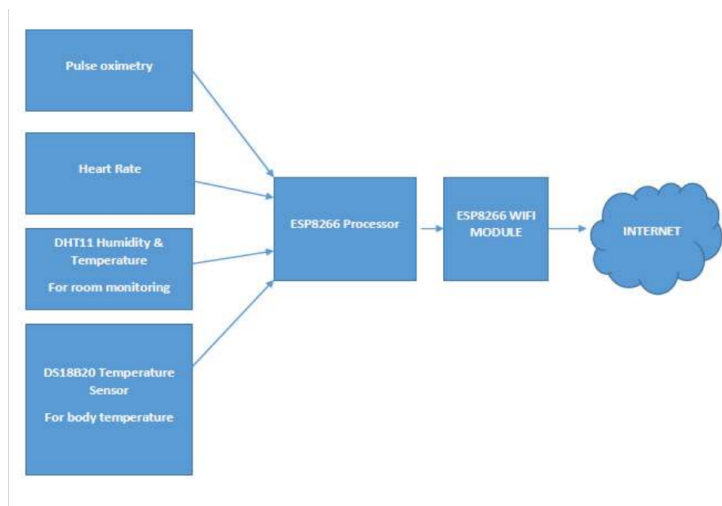 Pulse oximetry
Heart Rate
DHT11 Humidity &
Temperature
For room monitoring
DS18B20 Temperature
Sensor
For body temperature
ESP8266 Processor
ESP8266 WIFI
MODULE
INTERNET